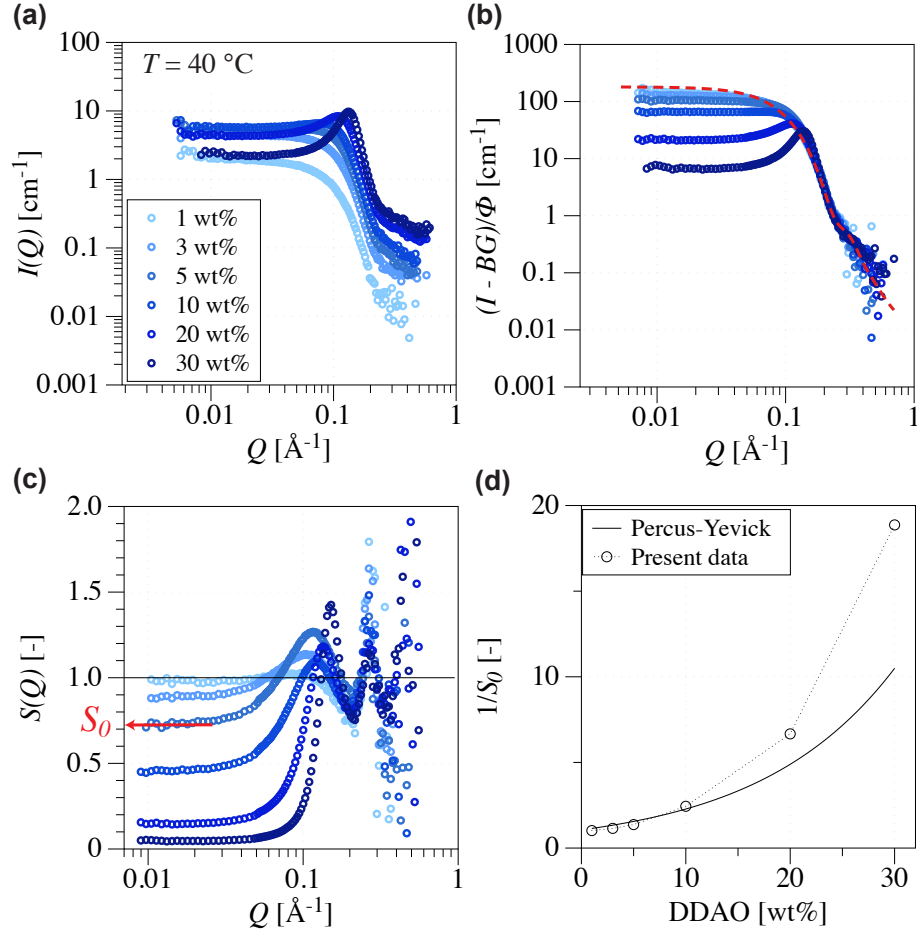 (a)
100
10
1
0.1
0.01
0.001
I(Q) [cm⁻¹]
T = 40 °C
1 wt%
3 wt%
5 wt%
10 wt%
20 wt%
30 wt%
0.01
0.1
1
Q [Å⁻¹]
(b)
1000
100
10
1
0.1
0.01
0.001
(I - BG)/Φ [cm⁻¹]
0.01
0.1
1
Q [Å⁻¹]
(c)
2.0
1.5
1.0
0.5
0
S(Q) [-]
S₀
0.01
0.1
1
Q [Å⁻¹]
(d)
20
10
0
1/S₀ [-]
Percus-Yevick
Present data
0
10
20
30
DDAO [wt%]